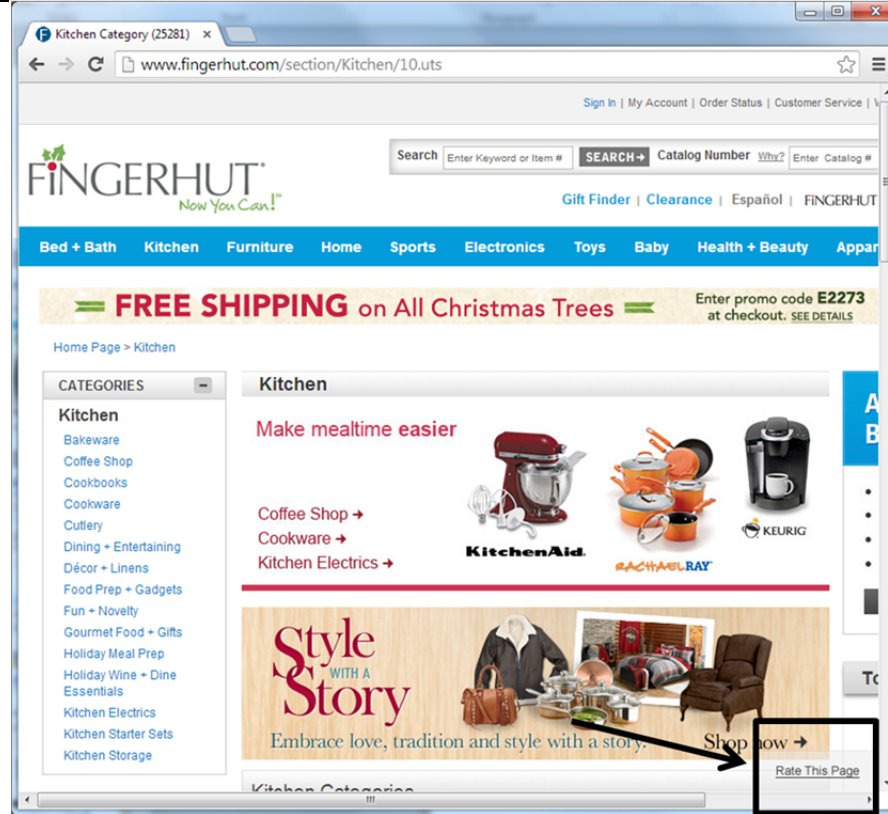 Kitchen Category (25281)
www.fingerhut.com/section/Kitchen/10.uts
Sign In | My Account | Order Status | Customer Service |
FiNGERHUT
Now You Can!
Search Enter Keyword or Item # SEARCH Catalog Number Why? Enter Catalog #
Gift Finder | Clearance | Español | FiNGERHUT
Bed + Bath Kitchen Furniture Home Sports Electronics Toys Baby Health + Beauty Appar
FREE SHIPPING on All Christmas Trees
Enter promo code E2273
at checkout. SEE DETAILS
Home Page > Kitchen
CATEGORIES
Kitchen
Bakeware
Coffee Shop
Cookbooks
Cookware
Cutlery
Dining + Entertaining
Décor + Linens
Food Prep + Gadgets
Fun + Novelty
Gourmet Food + Gifts
Holiday Meal Prep
Holiday Wine + Dine
Essentials
Kitchen Electrics
Kitchen Starter Sets
Kitchen Storage
Kitchen
Make mealtime easier
Coffee Shop
Cookware
Kitchen Electrics
KitchenAid
RACHAEL RAY
KEURIG
Style
WITH A
Story
Embrace love, tradition and style with a story.
Shop now
Kitchen Categories
A
B
To
Rate This Page